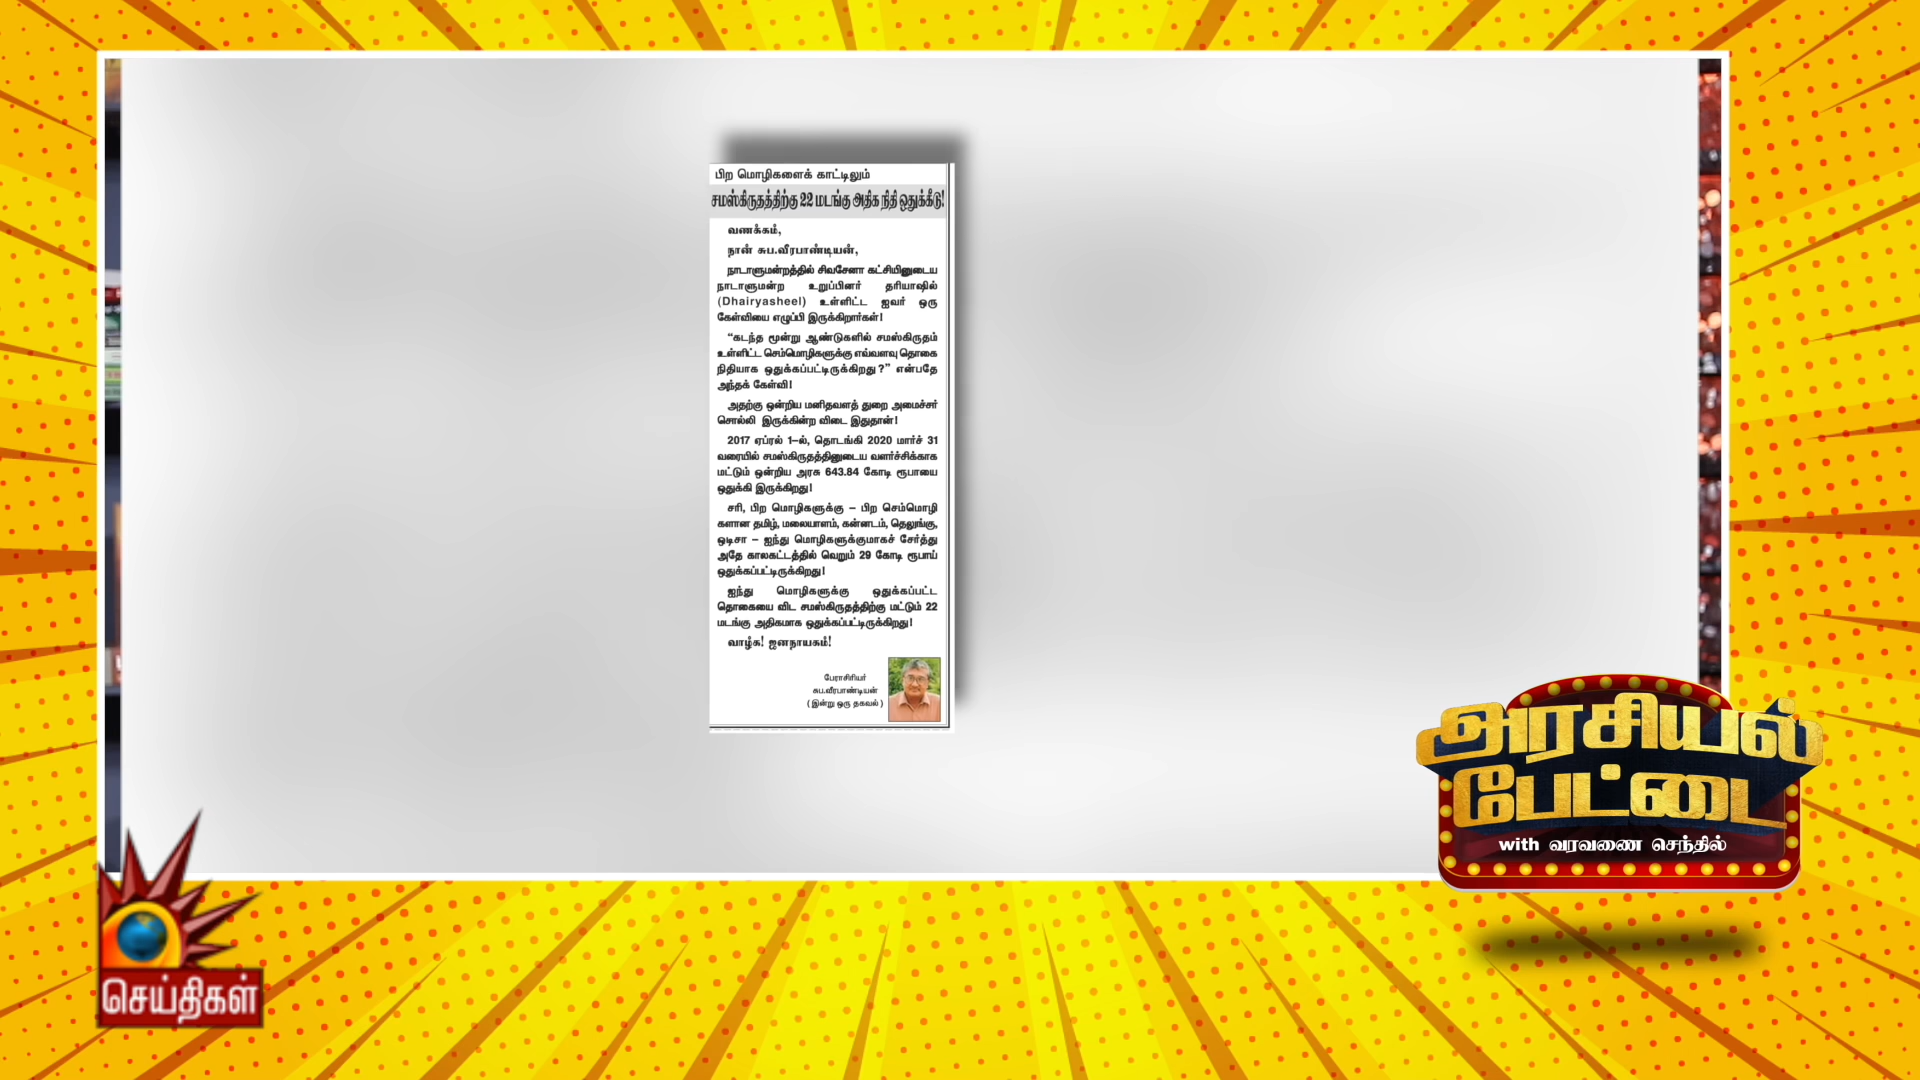 பிற மொழிகளைக் காட்டிலும்
சமஸ்கிருதத்திற்கு 22 மடங்கு அதிக நிதி ஒதுக்கீடு!
வணக்கம்,
நான் சுப.வீரபாண்டியன்,
நாடாளுமன்றத்தில் சிவசேனா கட்சியினுடைய
நாடாளுமன்ற உறுப்பினர் தரியாஷில்
(Dhairyasheel) உள்ளிட்ட ஐவர் ஒரு
கேள்வியை எழுப்பி இருக்கிறார்கள்!
“கடந்த மூன்று ஆண்டுகளில் சமஸ்கிருதம்
உள்ளிட்ட செம்மொழிகளுக்கு எவ்வளவு தொகை
நிதியாக ஒதுக்கப்பட்டிருக்கிறது?” என்பதே
அந்தக் கேள்வி!
அதற்கு ஒன்றிய மனிதவளத் துறை அமைச்சர்
சொல்லி இருக்கின்ற விடை இதுதான்!
2017 ஏப்ரல் 1–ல், தொடங்கி 2020 மார்ச் 31
வரையில் சமஸ்கிருதத்தினுடைய வளர்ச்சிக்காக
மட்டும் ஒன்றிய அரசு 643.84 கோடி ரூபாயை
ஒதுக்கி இருக்கிறது!
சரி, பிற மொழிகளுக்கு – பிற செம்மொழி
களான தமிழ், மலையாளம், கன்னடம், தெலுங்கு,
ஒடிசா – ஐந்து மொழிகளுக்குமாகச் சேர்த்து
அதே காலகட்டத்தில் வெறும் 29 கோடி ரூபாய்
ஒதுக்கப்பட்டிருக்கிறது!
ஐந்து மொழிகளுக்கு ஒதுக்கப்பட்ட
தொகையை விட சமஸ்கிருதத்திற்கு மட்டும் 22
மடங்கு அதிகமாக ஒதுக்கப்பட்டிருக்கிறது!
வாழ்க! ஜனநாயகம்!
பேராசிரியர்
சுப.வீரபாண்டியன்
(இன்று ஒரு தகவல்)
அரசியல்
பேட்டை
with வரவணை செந்தில்
செய்திகள்